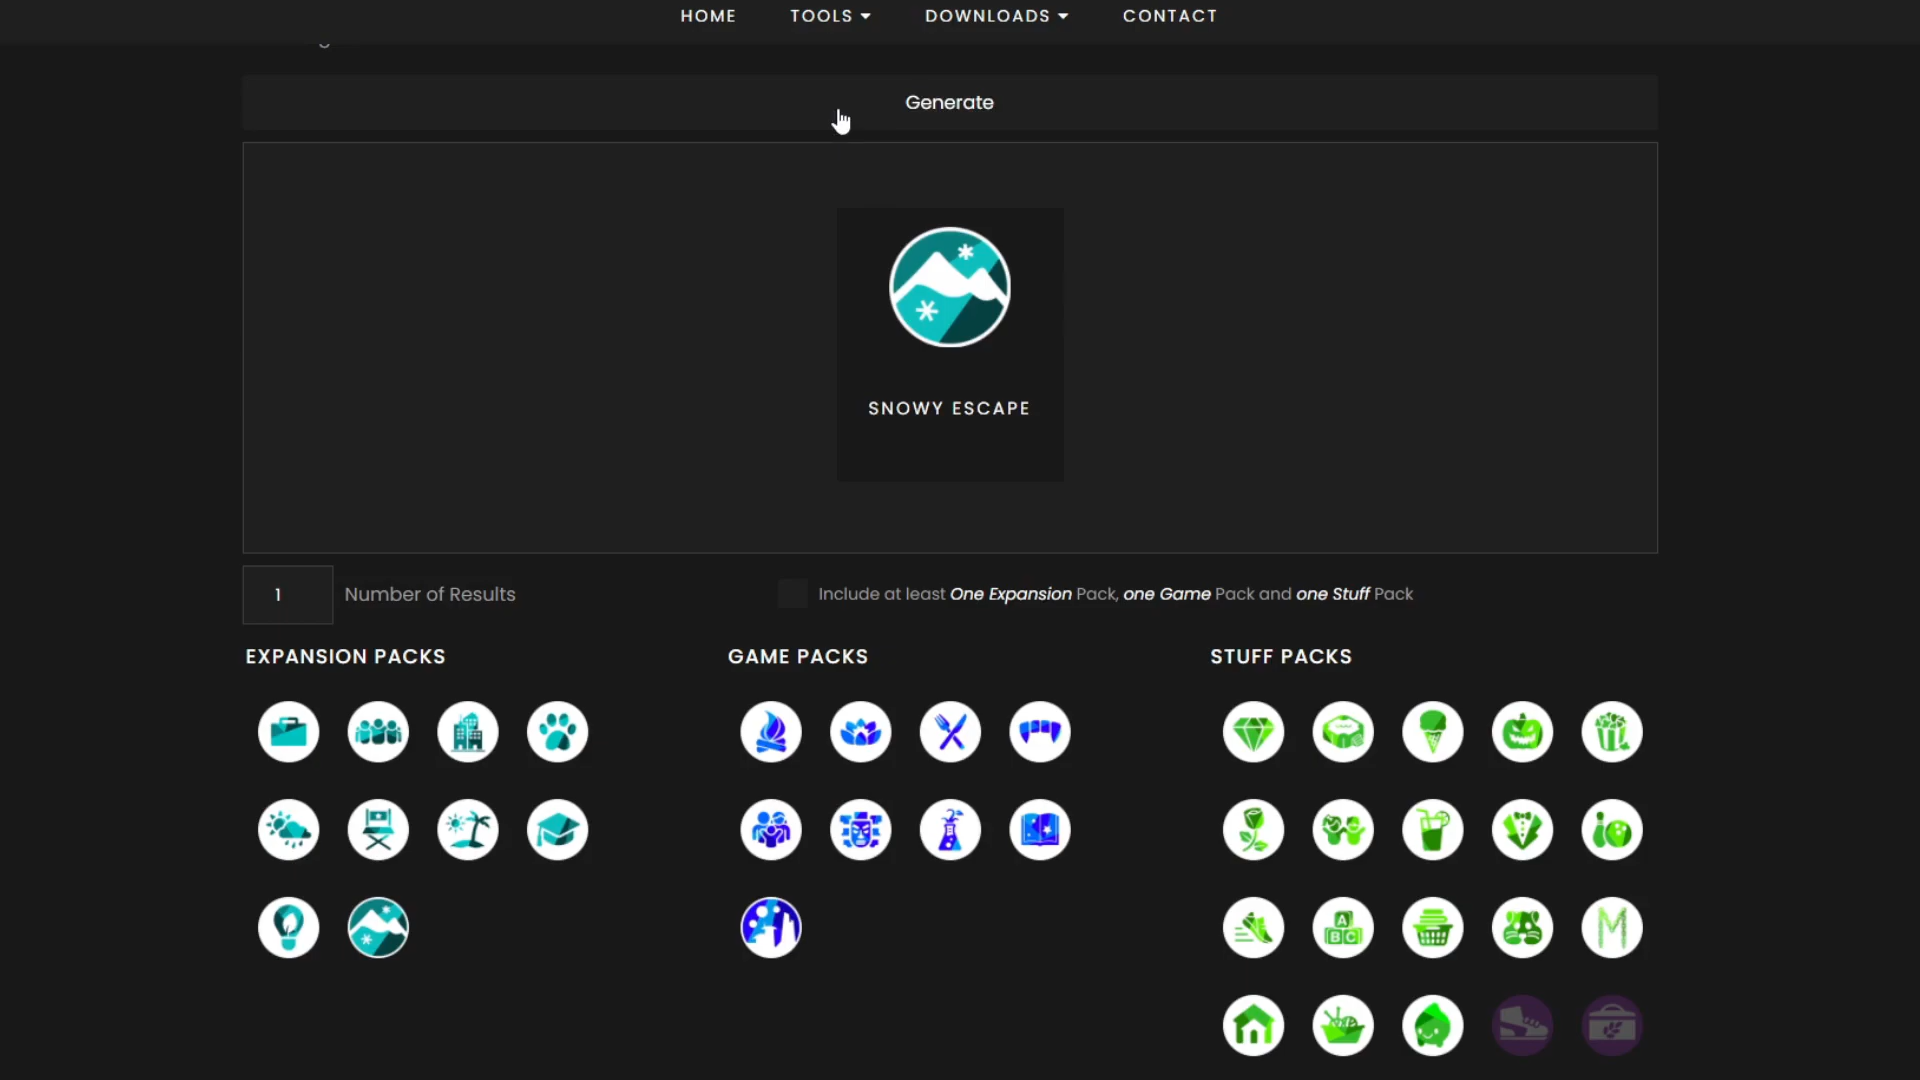 HOME TOOLS DOWNLOADS CONTACT
Generate
SNOWY ESCAPE
1 Number of Results Include at least One Expansion Pack, one Game Pack and one Stuff Pack
EXPANSION PACKS GAME PACKS STUFF PACKS
A
B C
M